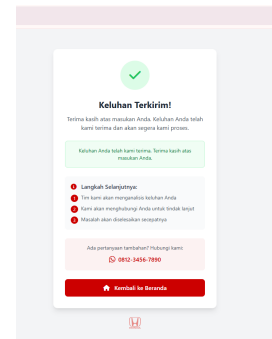 Keluhan Terkirim!
Terima kasih atas masukan Anda. Keluhan Anda telah
kami terima dan akan segera kami proses.
Keluhan Anda telah kami terima. Terima kasih atas
masukan Anda.
Langkah Selanjutnya:
1 Tim kami akan menganalisis keluhan Anda
2 Kami akan menghubungi Anda untuk tindak lanjut
3 Masalah akan diselesaikan secepatnya
Ada pertanyaan tambahan? Hubungi kami:
0812-3456-7890
Kembali ke Beranda